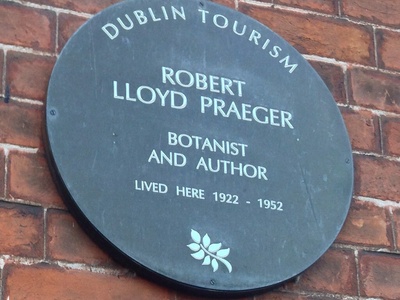 DUBLIN TOURISM
ROBERT
LLOYD PRAEGER
BOTANIST
AND AUTHOR
LIVED HERE 1922 - 1952